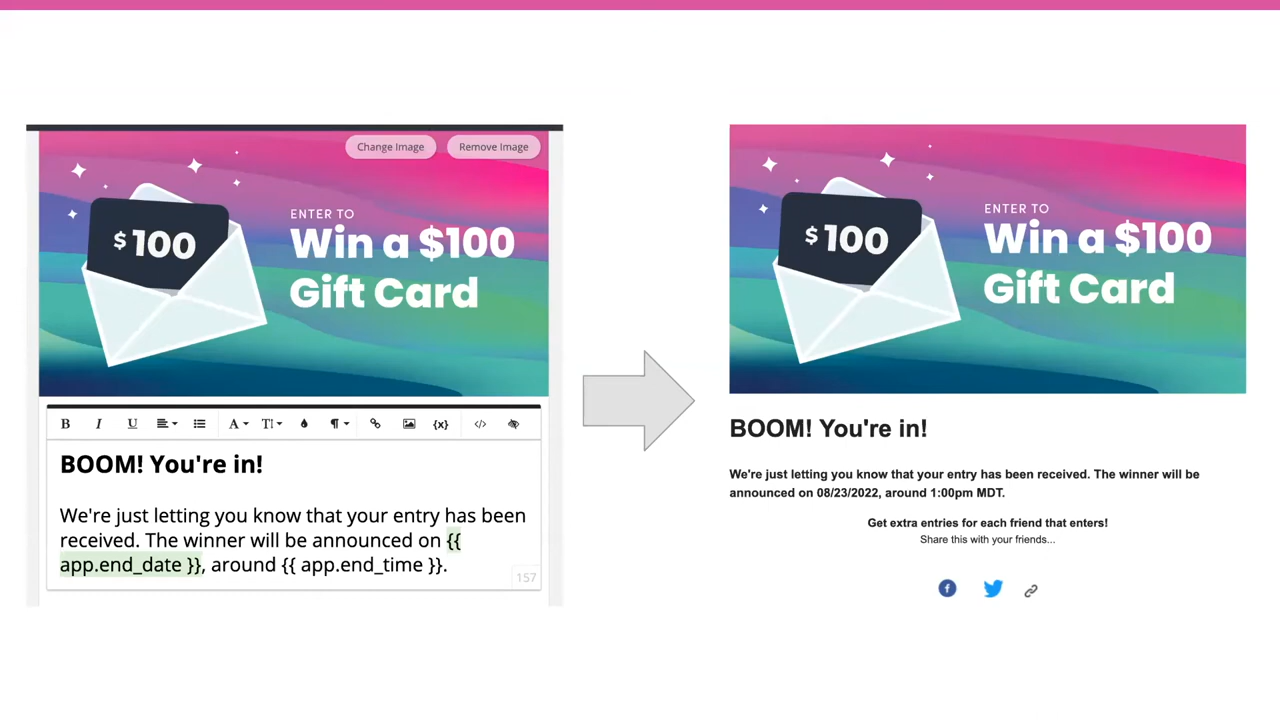 Change Image
Remove Image
$100
ENTER TO
Win a $100
Gift Card
B I U A TI ¶ {x} </>
BOOM! You're in!
We're just letting you know that your entry has been
received. The winner will be announced on {{
app.end_date }}, around {{ app.end_time }}.
157
$100
ENTER TO
Win a $100
Gift Card
BOOM! You're in!
We're just letting you know that your entry has been received. The winner will be
announced on 08/23/2022, around 1:00pm MDT.
Get extra entries for each friend that enters!
Share this with your friends...